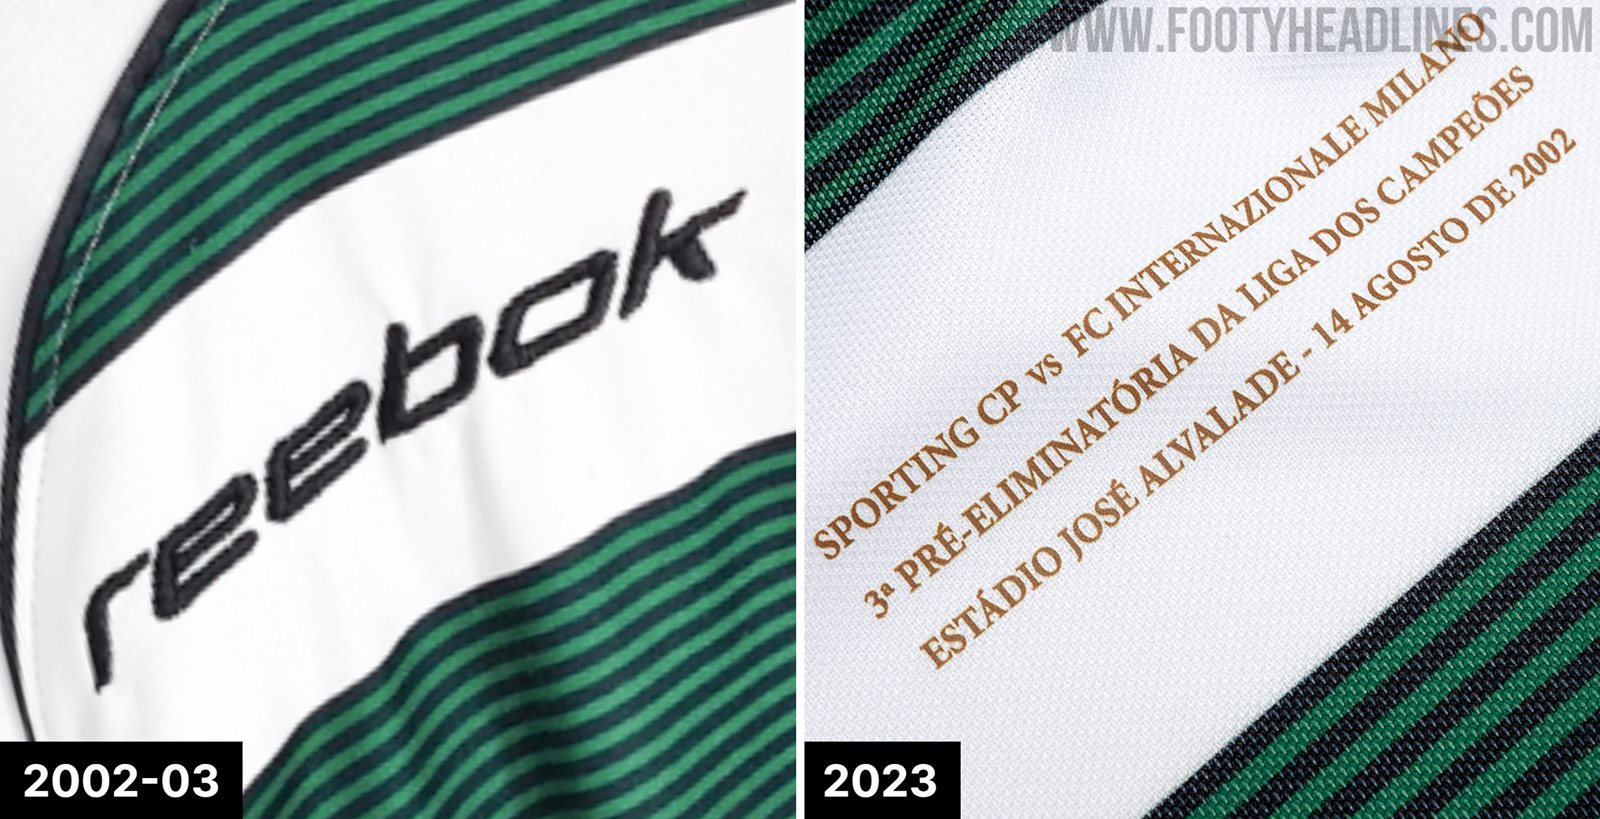 WWW.FOOTYHEADLINES.COM
reebok
SPORTING CP vs FC INTERNAZIONALE MILANO
3ª PRÉ-ELIMINATÓRIA DA LIGA DOS CAMPEÕES
ESTÁDIO JOSÉ ALVALADE - 14 AGOSTO DE 2002
2002-03
2023